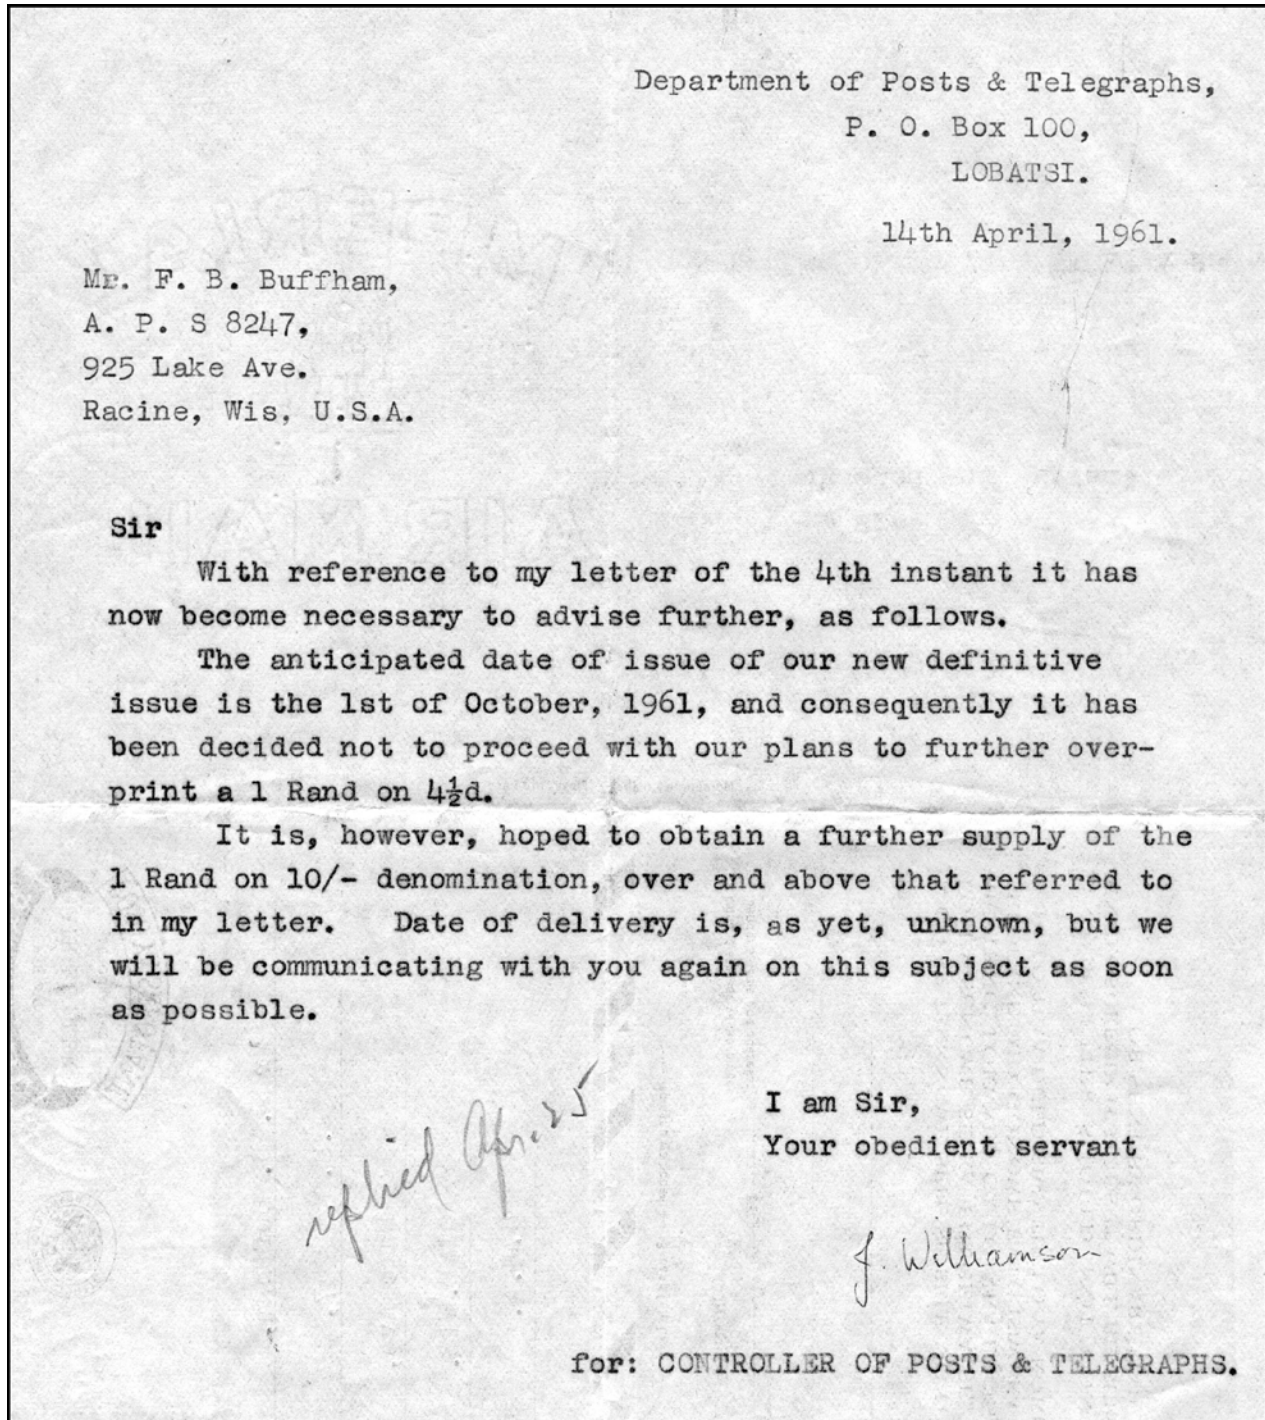 Department of Posts & Telegraphs,
P. O. Box 100,
LOBATSI.
14th April, 1961.
Mr. F. B. Buffham,
A. P. S 8247,
925 Lake Ave.
Racine, Wis, U.S.A.
Sir
With reference to my letter of the 4th instant it has
now become necessary to advise further, as follows.
The anticipated date of issue of our new definitive
issue is the 1st of October, 1961, and consequently it has
been decided not to proceed with our plans to further over-
print a 1 Rand on 4½d.
It is, however, hoped to obtain a further supply of the
1 Rand on 10/- denomination, over and above that referred to
in my letter. Date of delivery is, as yet, unknown, but we
will be communicating with you again on this subject as soon
as possible.
I am Sir,
Your obedient servant
replied Apr. 25
J. Williamson
for: CONTROLLER OF POSTS & TELEGRAPHS.